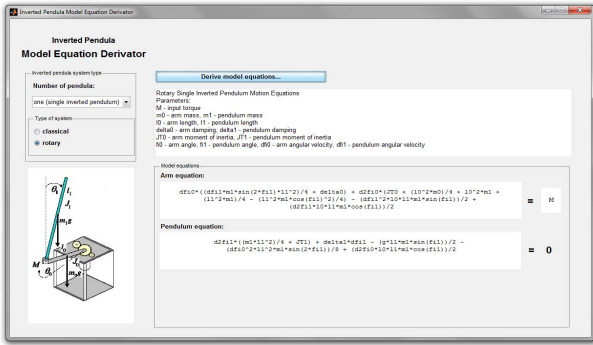 Inverted Pendula Model Equation Derivator
Inverted Pendula
Model Equation Derivator
Inverted pendula system type
Number of pendula:
one (single inverted pendulum)
Type of system
classical
rotary
θ₁ l₁
J₁
m₁g
l₀
J₀
M
θ₀
m₀g
Derive model equations...
Rotary Single Inverted Pendulum Motion Equations
Parameters:
M - input torque
m0 - arm mass, m1 - pendulum mass
l0 - arm length, l1 - pendulum length
delta0 - arm damping, delta1 - pendulum damping
JT0 - arm moment of inertia, JT1 - pendulum moment of inertia
fi0 - arm angle, fi1 - pendulum angle, dfi0 - arm angular velocity, dfi1 - pendulum angular velocity
Model equations
Arm equation:
dfi0*((dfi1*m1*sin(2*fi1)*l1^2)/4 + delta0) + d2fi0*(JT0 + (l0^2*m0)/4 + l0^2*m1 +
(l1^2*m1)/4 - (l1^2*m1*cos(fi1)^2)/4) - (dfi1^2*l0*l1*m1*sin(fi1))/2 +
(d2fi1*l0*l1*m1*cos(fi1))/2
= M
Pendulum equation:
d2fi1*((m1*l1^2)/4 + JT1) + delta1*dfi1 - (g*l1*m1*sin(fi1))/2 -
(dfi0^2*l1^2*m1*sin(2*fi1))/8 + (d2fi0*l0*l1*m1*cos(fi1))/2
= 0